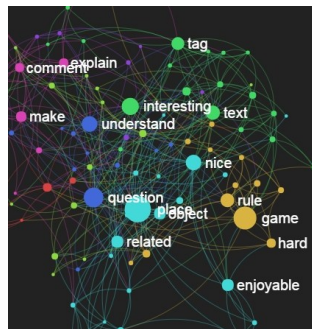 tag
explain
comment
interesting
text
make
understand
nice
question
rule
place
object
game
related
hard
enjoyable